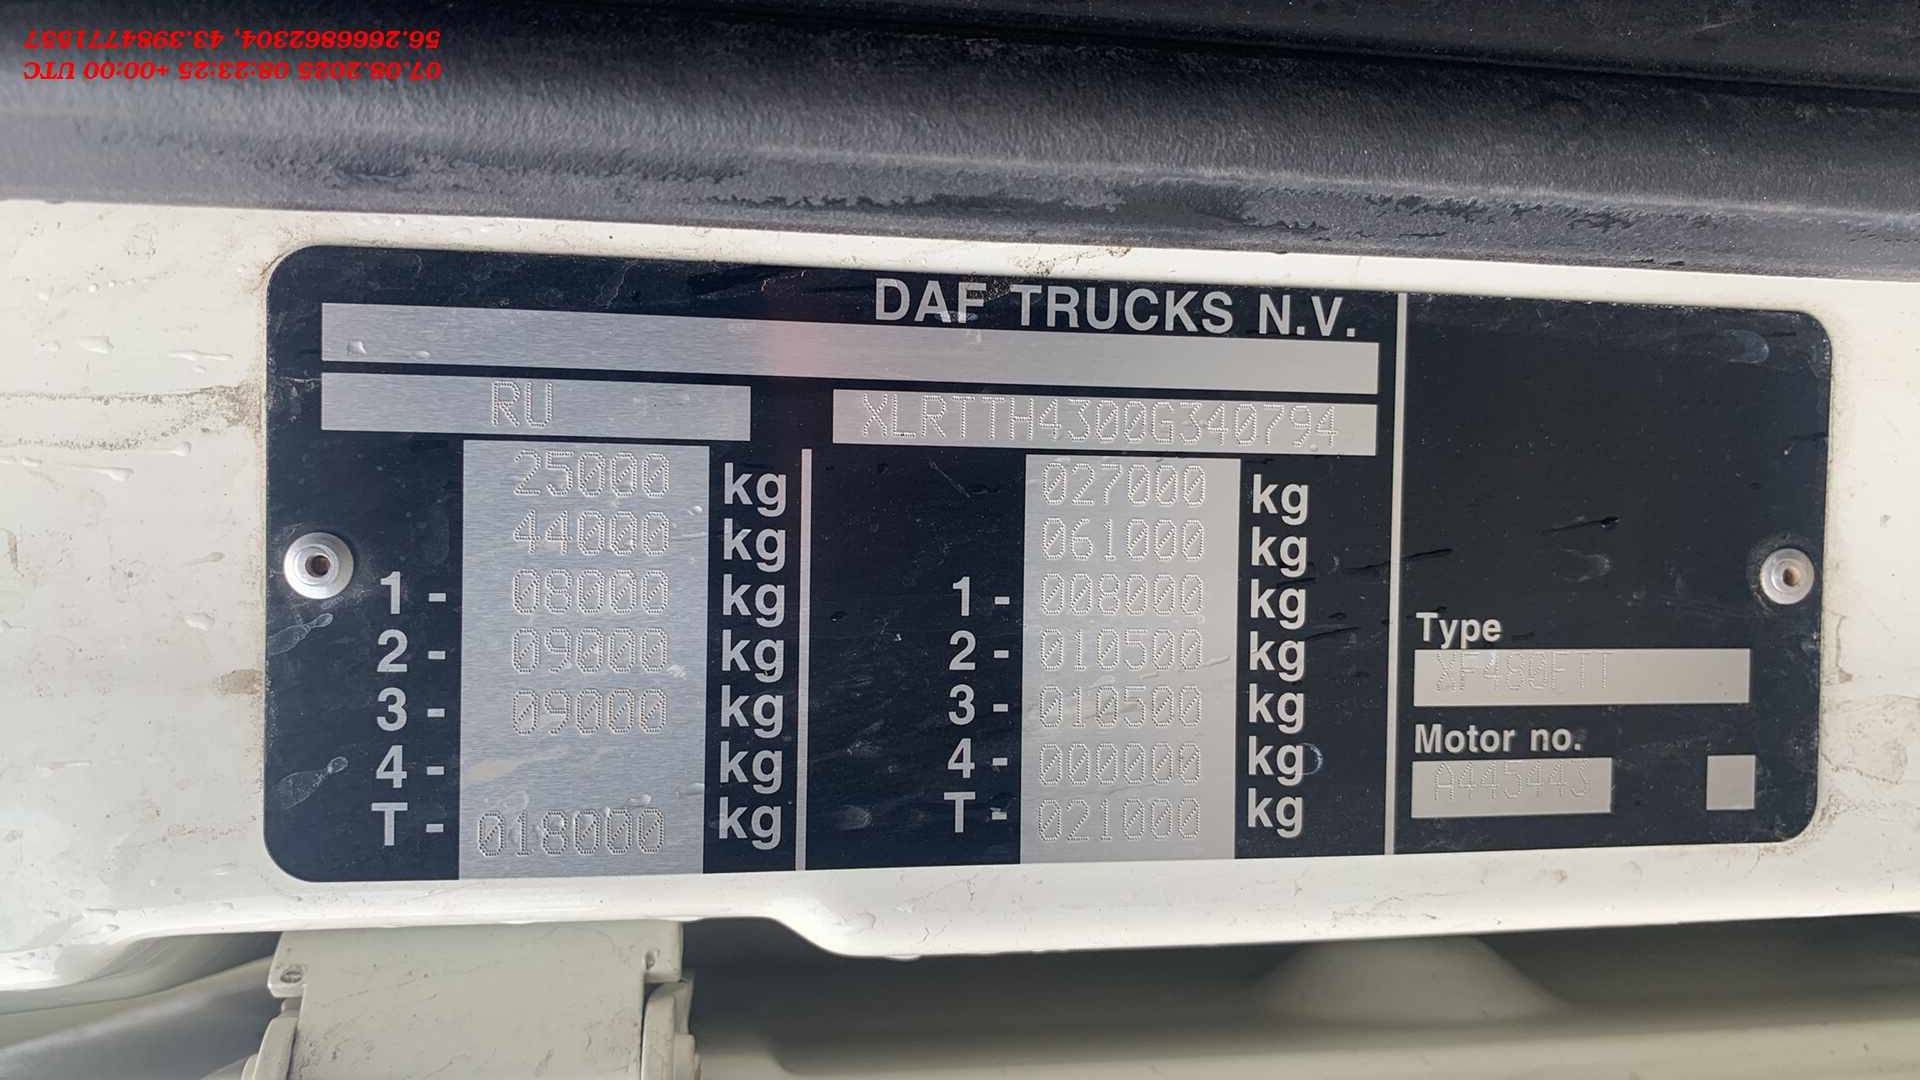 56.2666862304, 43.3984771557
07.08.2025 08:23:25 +00:00 UTC
DAF TRUCKS N.V.
RU XLRTTH4300G340794
25000 kg 027000 kg
44000 kg 061000 kg
1 - 08000 kg 1 - 008000 kg
2 - 09000 kg 2 - 010500 kg
3 - 09000 kg 3 - 010500 kg
4 - kg 4 - 000000 kg
T - 018000 kg T - 021000 kg
Type
XF480FTT
Motor no.
A445443